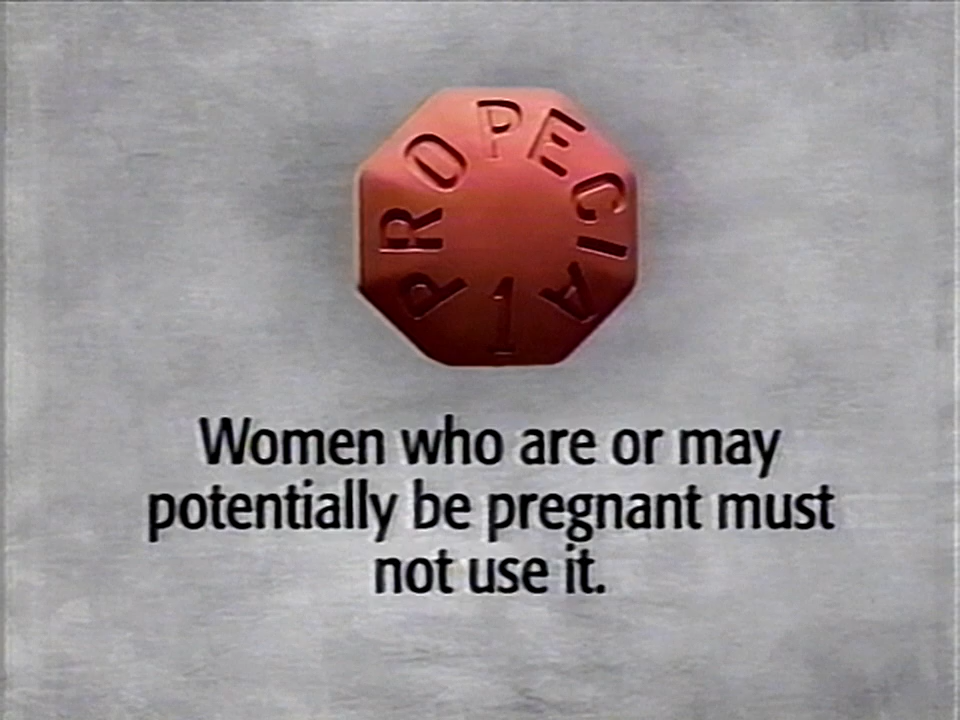 PROPECIA
1
Women who are or may
potentially be pregnant must
not use it.